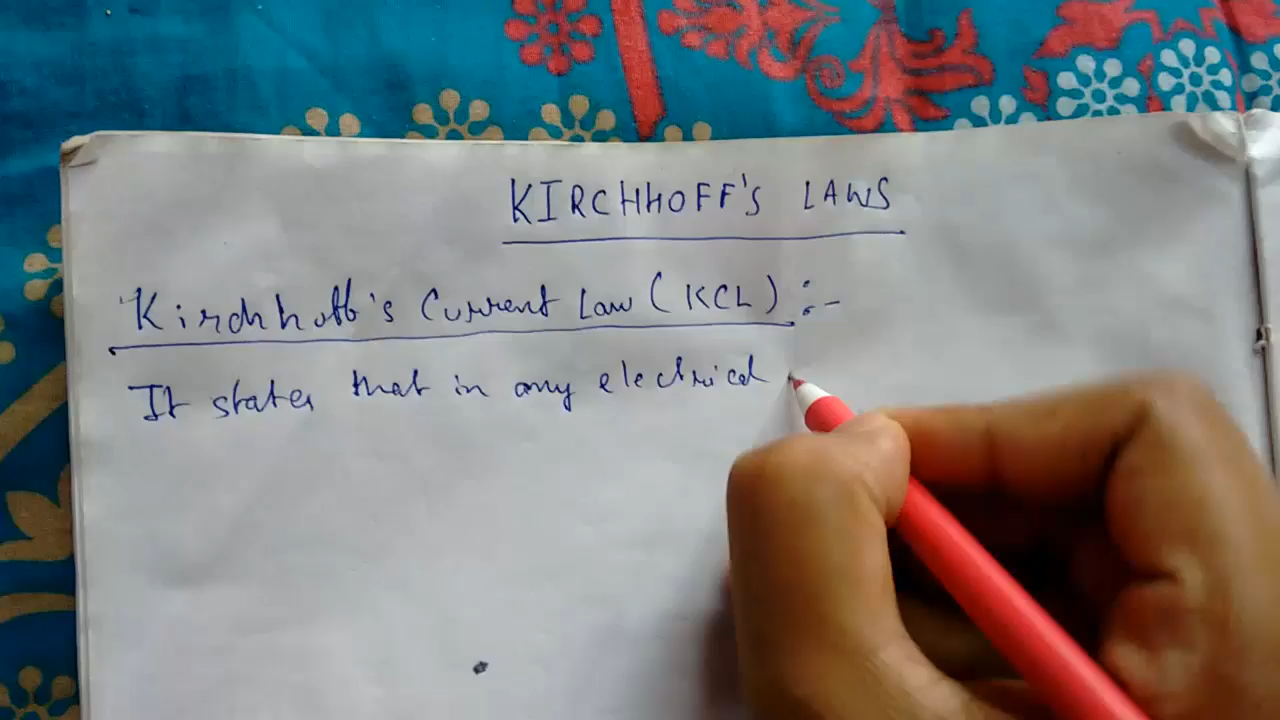 KIRCHHOFF'S LAWS
Kirchhoff's Current Law (KCL) :-
It states that in any electrical